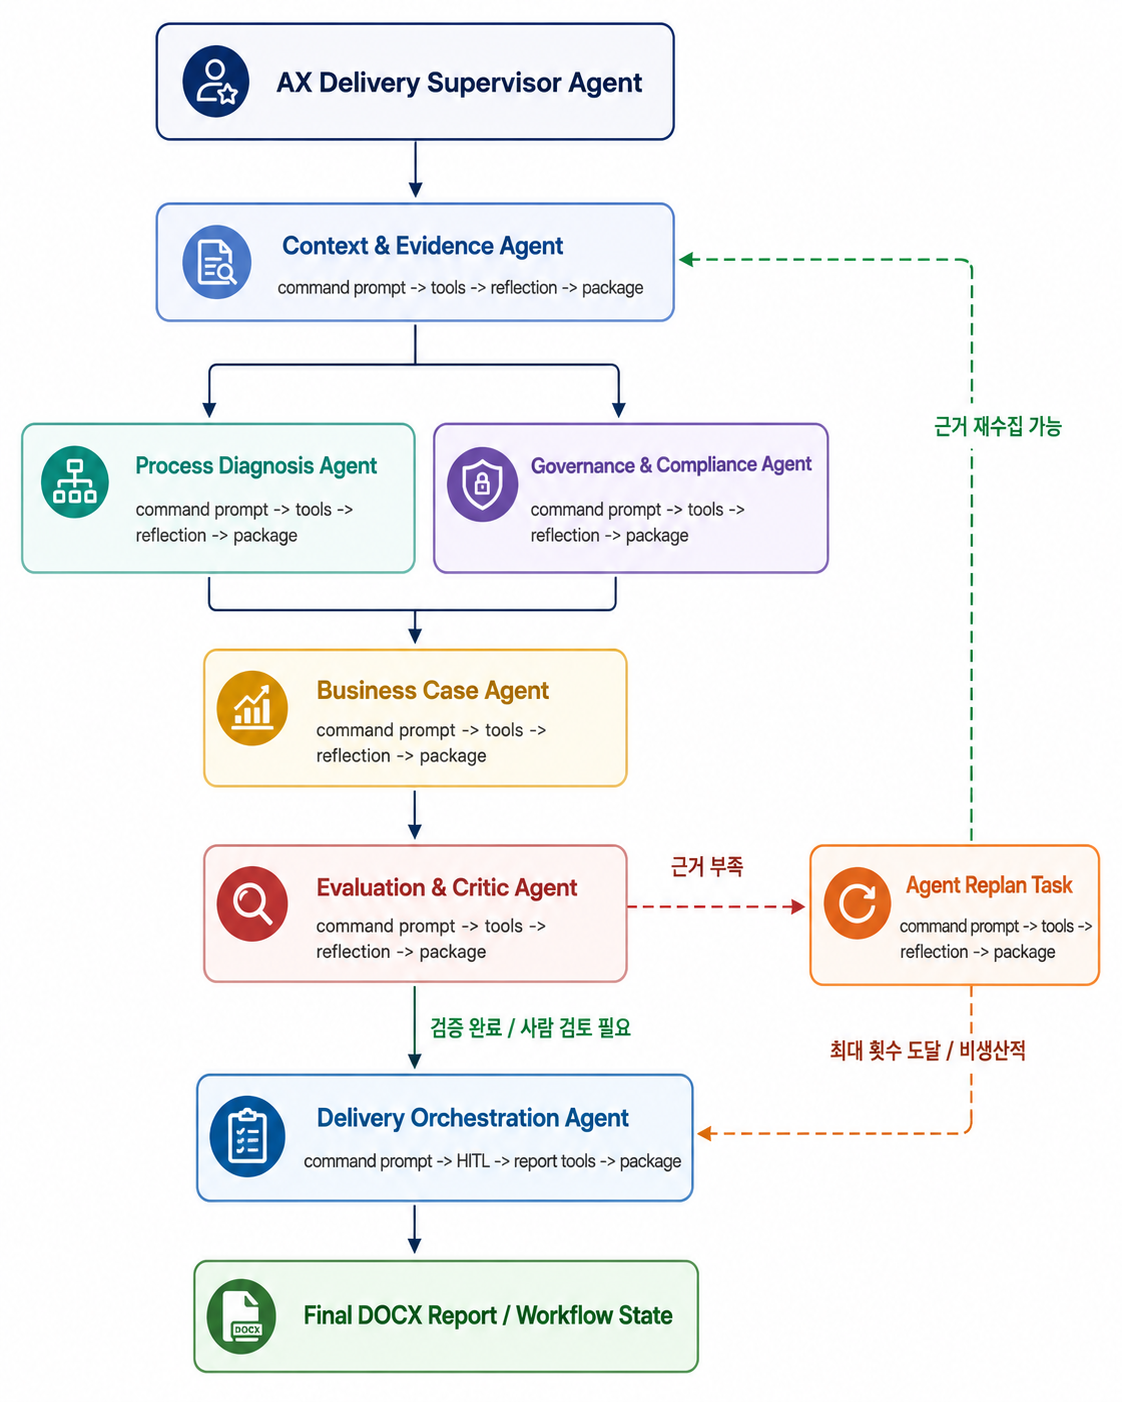 AX Delivery Supervisor Agent
Context & Evidence Agent
command prompt -> tools -> reflection -> package
근거 재수집 가능
Process Diagnosis Agent
command prompt -> tools ->
reflection -> package
Governance & Compliance Agent
command prompt -> tools ->
reflection -> package
Business Case Agent
command prompt -> tools ->
reflection -> package
Evaluation & Critic Agent
command prompt -> tools ->
reflection -> package
근거 부족
Agent Replan Task
command prompt -> tools ->
reflection -> package
검증 완료 / 사람 검토 필요
최대 횟수 도달 / 비생산적
Delivery Orchestration Agent
command prompt -> HITL -> report tools -> package
DOCX
Final DOCX Report / Workflow State